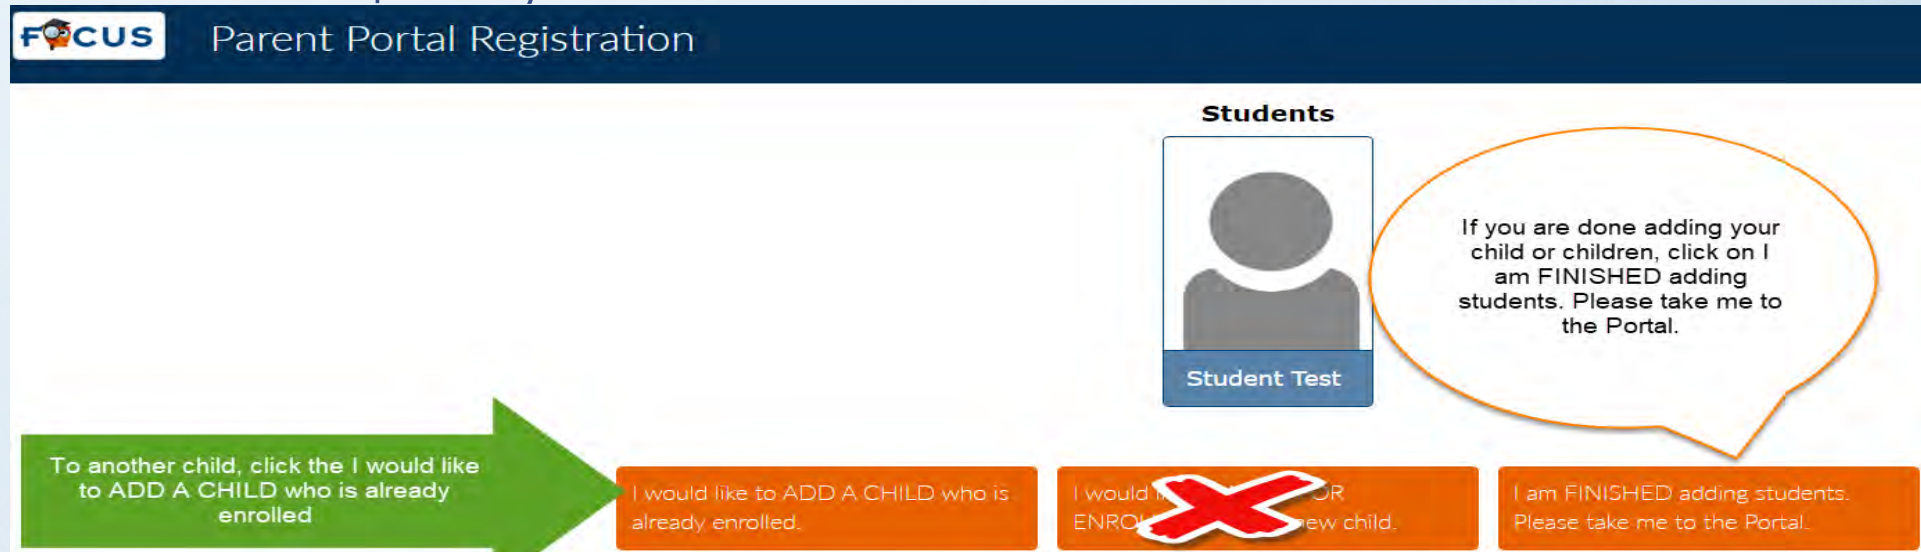 FOCUS
Parent Portal Registration
Students
Student Test
If you are done adding your
child or children, click on I
am FINISHED adding
students. Please take me to
the Portal.
To another child, click the I would like
to ADD A CHILD who is already
enrolled
I would like to ADD A CHILD who is
already enrolled.
I would OR
new child.
I am FINISHED adding students.
Please take me to the Portal.